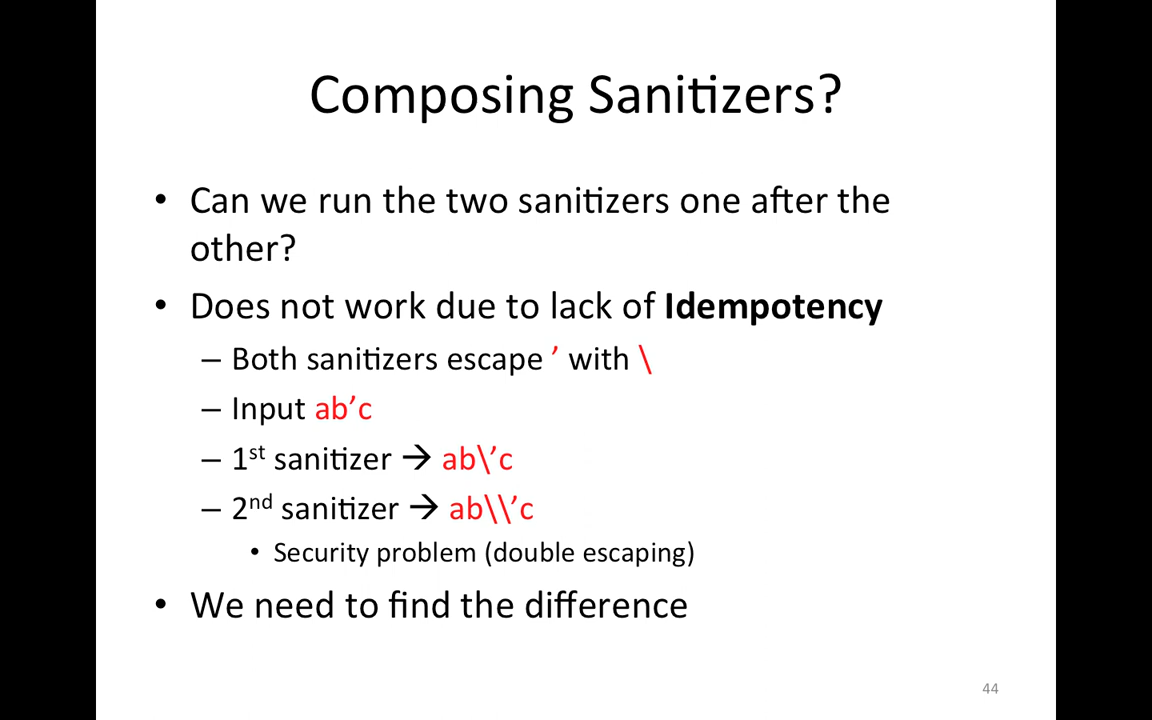 Composing Sanitizers?
• Can we run the two sanitizers one after the
other?
• Does not work due to lack of Idempotency
– Both sanitizers escape ’ with \
– Input ab’c
– 1st sanitizer → ab\’c
– 2nd sanitizer → ab\\’c
• Security problem (double escaping)
• We need to find the difference
44